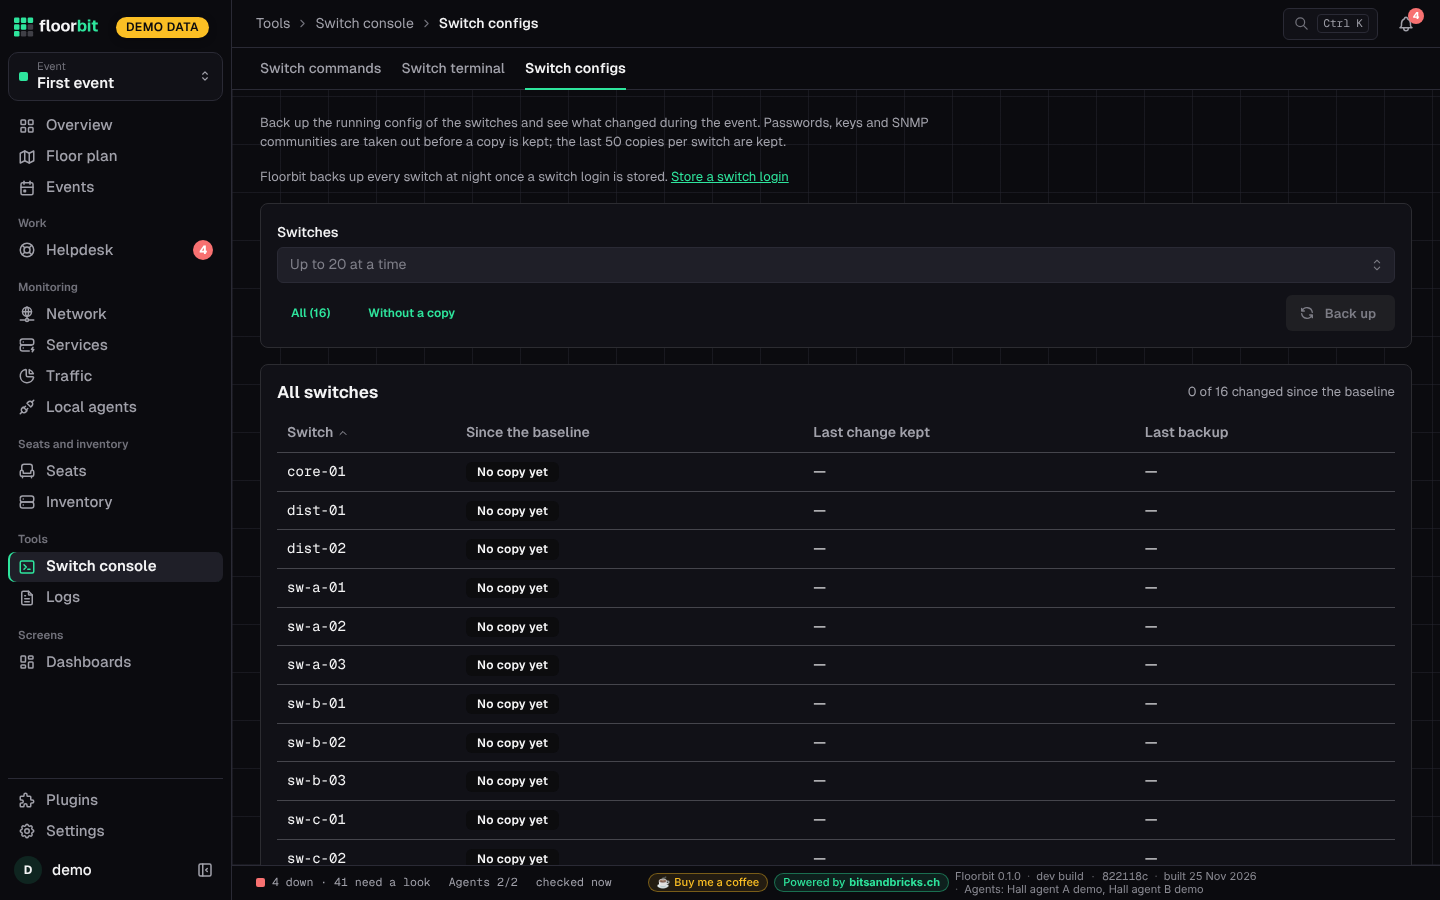 floorbit DEMO DATA
Event
First event
Overview
Floor plan
Events
Work
Helpdesk 4
Monitoring
Network
Services
Traffic
Local agents
Seats and inventory
Seats
Inventory
Tools
Switch console
Logs
Screens
Dashboards
Plugins
Settings
D demo
Tools > Switch console > Switch configs
Ctrl K
4
Switch commands Switch terminal Switch configs
Back up the running config of the switches and see what changed during the event. Passwords, keys and SNMP
communities are taken out before a copy is kept; the last 50 copies per switch are kept.
Floorbit backs up every switch at night once a switch login is stored. Store a switch login
Switches
Up to 20 at a time
All (16) Without a copy Back up
All switches 0 of 16 changed since the baseline
Switch Since the baseline Last change kept Last backup
core-01 No copy yet — —
dist-01 No copy yet — —
dist-02 No copy yet — —
sw-a-01 No copy yet — —
sw-a-02 No copy yet — —
sw-a-03 No copy yet — —
sw-b-01 No copy yet — —
sw-b-02 No copy yet — —
sw-b-03 No copy yet — —
sw-c-01 No copy yet — —
sw-c-02 No copy yet — —
4 down · 41 need a look Agents 2/2 checked now
Buy me a coffee
Powered by bitsandbricks.ch
Floorbit 0.1.0 · dev build · 822118c · built 25 Nov 2026
· Agents: Hall agent A demo, Hall agent B demo